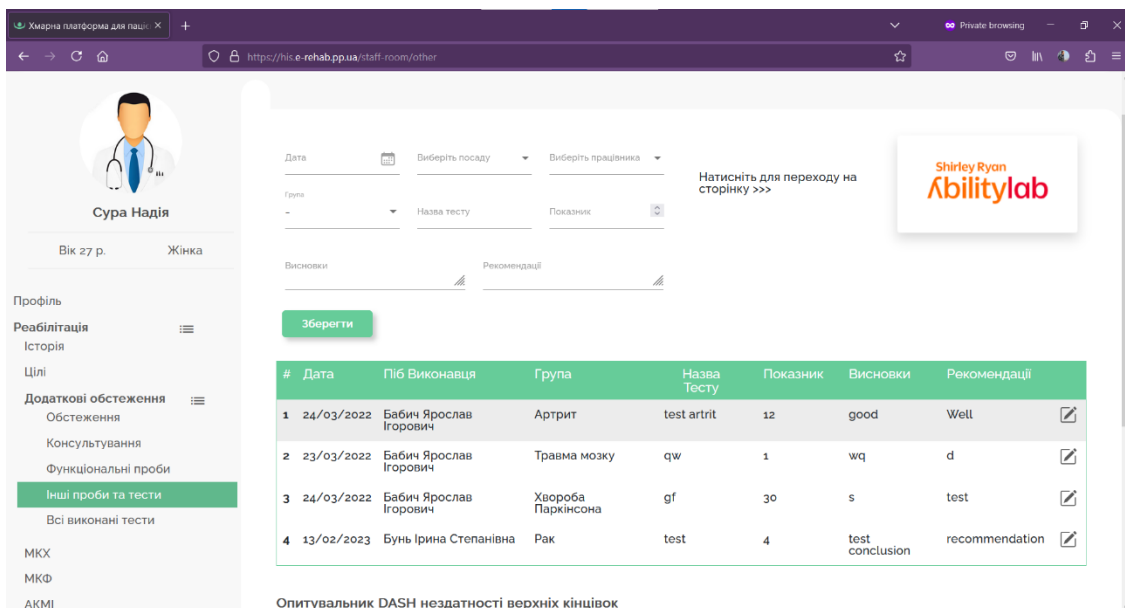 Хмарна платформа для паціє
Private browsing
https://his.e-rehab.pp.ua/staff-room/other
Сура Надія
Вік 27 р. Жінка
Профіль
Реабілітація
Історія
Цілі
Додаткові обстеження
Обстеження
Консультування
Функціональні проби
Інші проби та тести
Всі виконані тести
МКХ
МКФ
АКМІ
Дата Виберіть посаду Виберіть працівника
Група
- Назва тесту Показник
Висновки Рекомендації
Зберегти
Натисніть для переходу на
сторінку >>>
Shirley Ryan
Abilitylab
# Дата Піб Виконавця Група Назва Тесту Показник Висновки Рекомендації
1 24/03/2022 Бабич Ярослав Ігорович Артрит test artrit 12 good Well
2 23/03/2022 Бабич Ярослав Ігорович Травма мозку qw 1 wq d
3 24/03/2022 Бабич Ярослав Ігорович Хвороба Паркінсона gf 30 s test
4 13/02/2023 Бунь Ірина Степанівна Рак test 4 test conclusion recommendation
Опитувальник DASH нездатності верхніх кінцівок